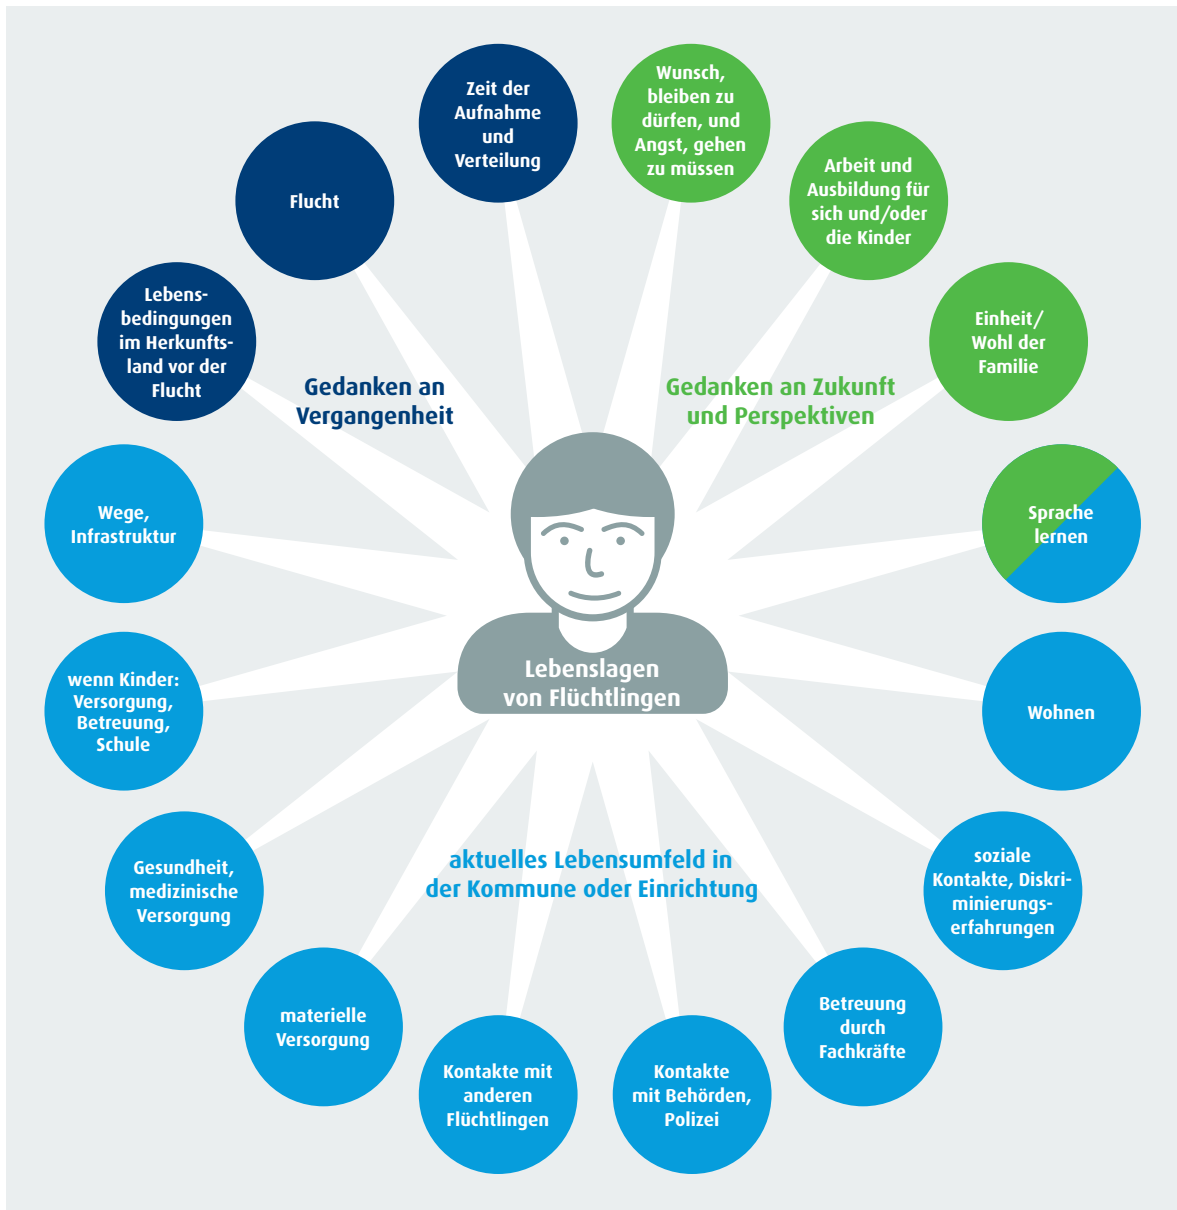 Zeit der
Aufnahme
und
Verteilung
Wunsch,
bleiben zu
dürfen, und
Angst, gehen
zu müssen
Flucht
Arbeit und
Ausbildung für
sich und/oder
die Kinder
Lebens-
bedingungen
im Herkunfts-
land vor der
Flucht
Einheit/
Wohl der
Familie
Gedanken an
Vergangenheit
Gedanken an Zukunft
und Perspektiven
Wege,
Infrastruktur
Sprache
lernen
Lebenslagen
von Flüchtlingen
wenn Kinder:
Versorgung,
Betreuung,
Schule
Wohnen
aktuelles Lebensumfeld in
der Kommune oder Einrichtung
Gesundheit,
medizinische
Versorgung
soziale
Kontakte, Diskri-
minierungs-
erfahrungen
materielle
Versorgung
Betreuung
durch
Fachkräfte
Kontakte mit
anderen
Flüchtlingen
Kontakte
mit Behörden,
Polizei